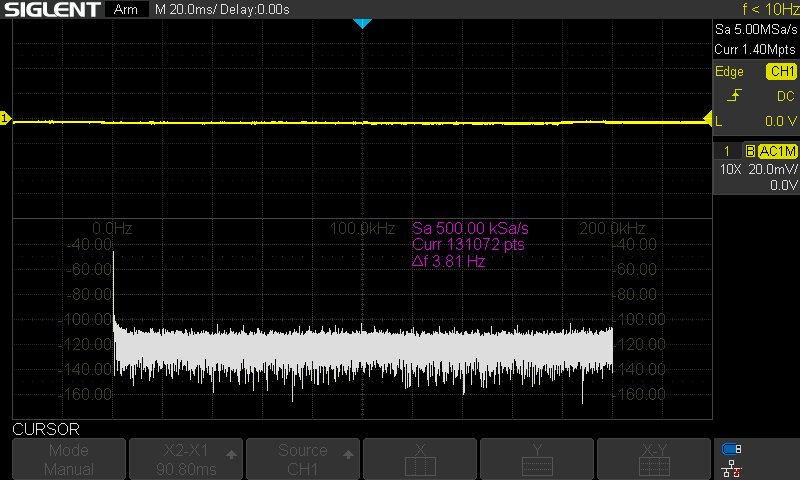 SIGLENT Arm M 20.0ms/ Delay:0.00s f < 10Hz
Sa 5.00MSa/s
Curr 1.40Mpts
Edge CH1
DC
L 0.0 V
1 B AC1M
10X 20.0mV/
0.0V
1
0.0Hz 100.0kHz 200.0kHz
Sa 500.00 kSa/s
Curr 131072 pts
Δf 3.81 Hz
-40.00 -40.00
-60.00 -60.00
-80.00 -80.00
-100.00 -100.00
-120.00 -120.00
-140.00 -140.00
-160.00 -160.00
CURSOR
Mode X2-X1 Source X Y X-Y
Manual 90.80ms CH1